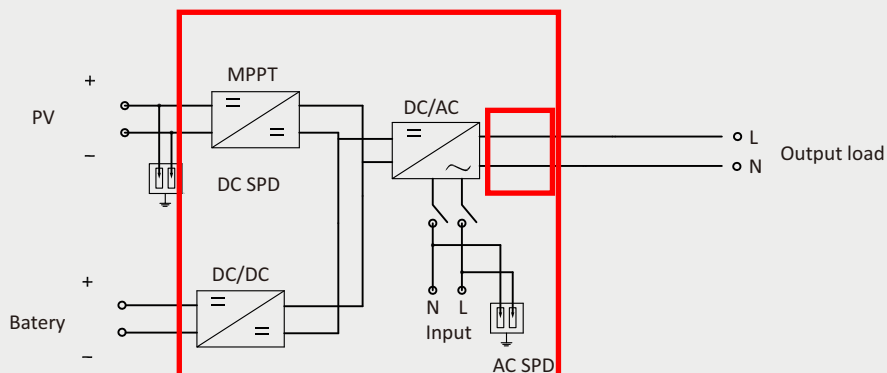 +
MPPT
DC/AC
PV
L
Output load
N
–
DC SPD
+
DC/DC
N L
Batery
Input
–
AC SPD